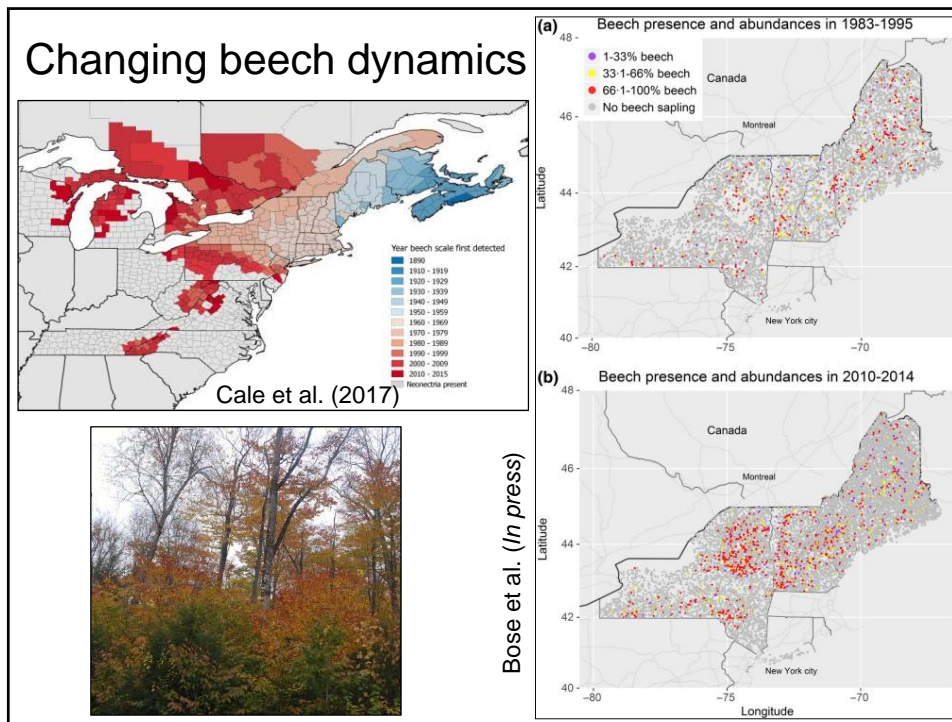 Changing beech dynamics
Year beech scale first detected
1890
1910 - 1919
1920 - 1929
1930 - 1939
1940 - 1949
1950 - 1959
1960 - 1969
1970 - 1979
1980 - 1989
1990 - 1999
2000 - 2009
2010 - 2015
Neonectria present
Cale et al. (2017)
Bose et al. (In press)
(a)
Beech presence and abundances in 1983-1995
48
46
44
42
40
Latitude
1-33% beech
33·1-66% beech
66·1-100% beech
No beech sapling
Canada
Montreal
New York city
−80
−75
−70
(b)
Beech presence and abundances in 2010-2014
48
46
44
42
40
Latitude
Canada
Montreal
New York city
−80
−75
−70
Longitude